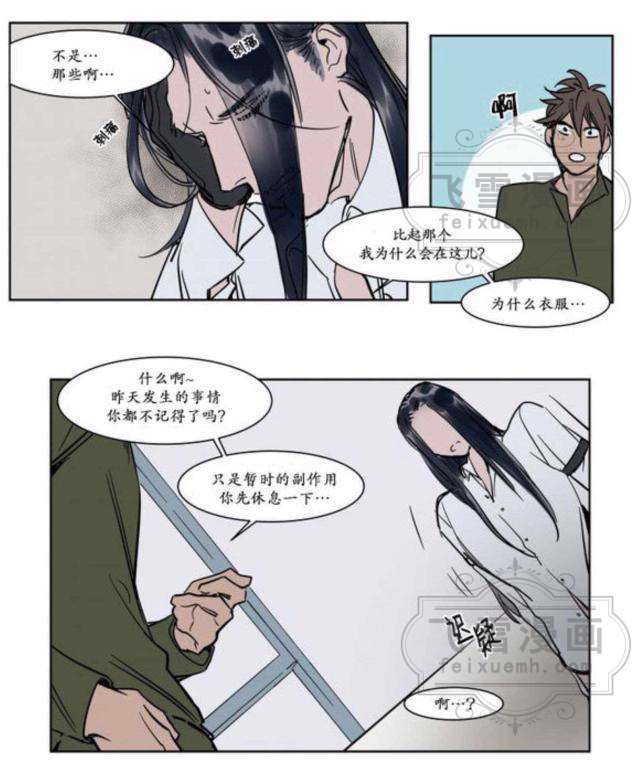 不是…
那些啊…
刺痛
刺痛
啊
比起那个
我为什么会在这儿?
为什么衣服…
飞雪漫画
feixuemh.com
什么啊~
昨天发生的事情
你都不记得了吗?
只是暂时的副作用
你先休息一下…
迟疑
啊…?
飞雪漫画
feixuemh.com